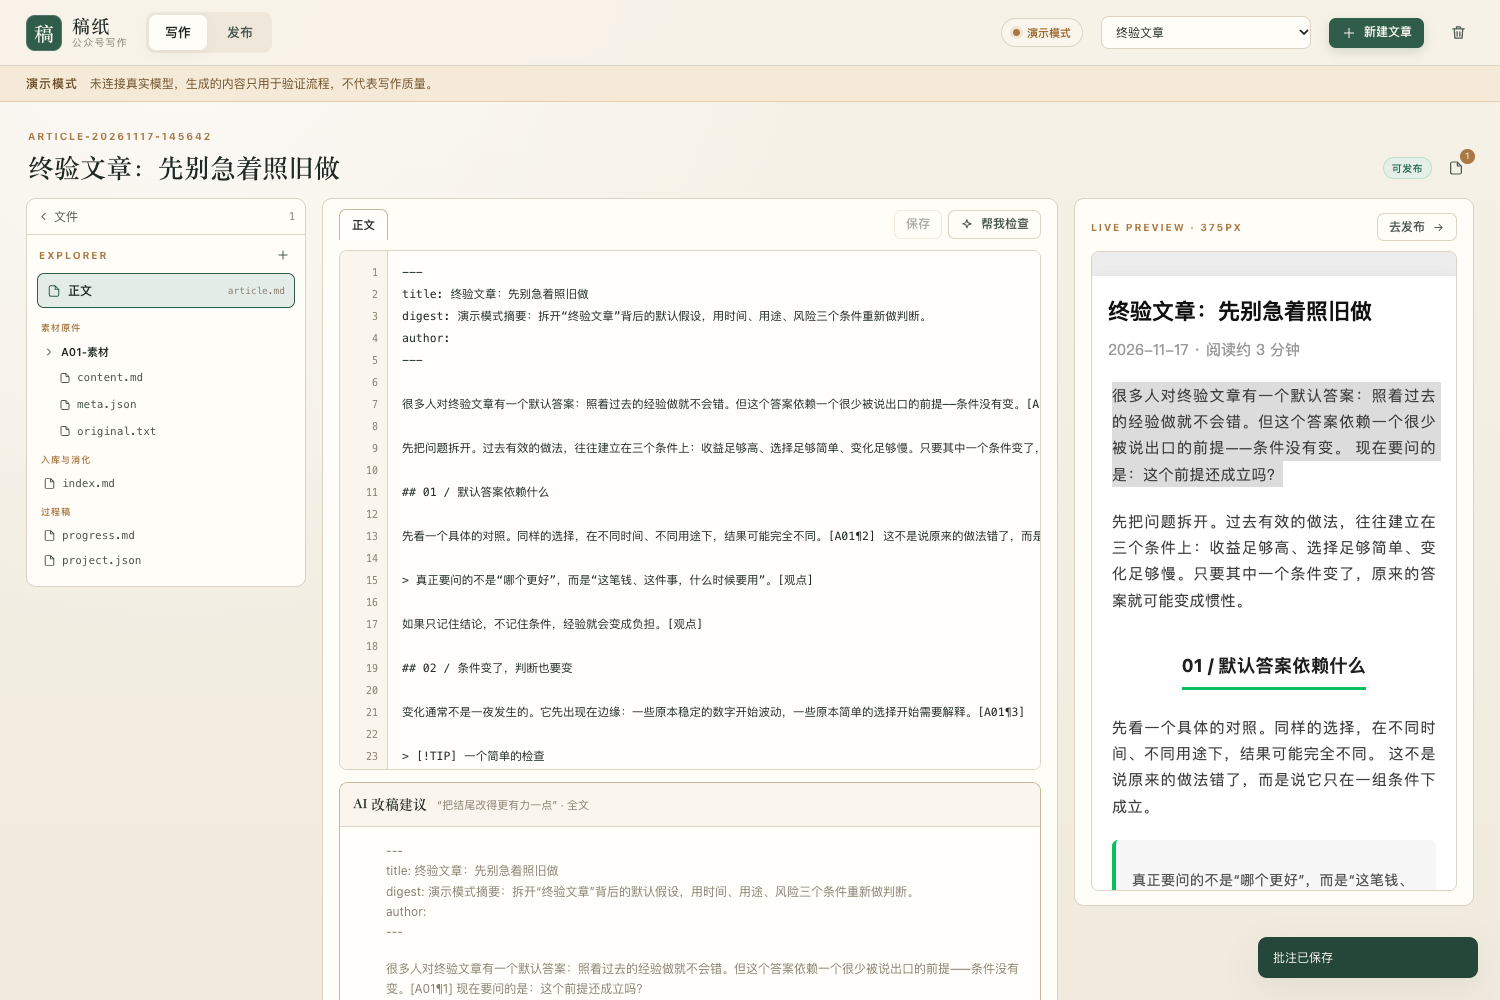 稿
稿纸
公众号写作
写作
发布
演示模式
终验文章
新建文章
演示模式 未连接真实模型，生成的内容只用于验证流程，不代表写作质量。
ARTICLE-20261117-145642
终验文章：先别急着照旧做
可发布
1
文件
1
EXPLORER
正文
article.md
素材原件
A01-素材
content.md
meta.json
original.txt
入库与消化
index.md
过程稿
progress.md
project.json
正文
保存
帮我检查
1 ---
2 title: 终验文章：先别急着照旧做
3 digest: 演示模式摘要：拆开“终验文章”背后的默认假设，用时间、用途、风险三个条件重新做判断。
4 author:
5 ---
6
7 很多人对终验文章有一个默认答案：照着过去的经验做就不会错。但这个答案依赖一个很少被说出口的前提——条件没有变。[A
8
9 先把问题拆开。过去有效的做法，往往建立在三个条件上：收益足够高、选择足够简单、变化足够慢。只要其中一个条件变了，
10
11 ## 01 / 默认答案依赖什么
12
13 先看一个具体的对照。同样的选择，在不同时间、不同用途下，结果可能完全不同。[A01¶2] 这不是说原来的做法错了，而是
14
15 > 真正要问的不是“哪个更好”，而是“这笔钱、这件事，什么时候要用”。[观点]
16
17 如果只记住结论，不记住条件，经验就会变成负担。[观点]
18
19 ## 02 / 条件变了，判断也要变
20
21 变化通常不是一夜发生的。它先出现在边缘：一些原本稳定的数字开始波动，一些原本简单的选择开始需要解释。[A01¶3]
22
23 > [!TIP] 一个简单的检查
AI 改稿建议 “把结尾改得更有力一点” · 全文
---
title: 终验文章：先别急着照旧做
digest: 演示模式摘要：拆开“终验文章”背后的默认假设，用时间、用途、风险三个条件重新做判断。
author:
---
很多人对终验文章有一个默认答案：照着过去的经验做就不会错。但这个答案依赖一个很少被说出口的前提——条件没有
变。[A01¶1] 现在要问的是：这个前提还成立吗？
LIVE PREVIEW · 375PX
去发布 →
终验文章：先别急着照旧做
2026-11-17 · 阅读约 3 分钟
很多人对终验文章有一个默认答案：照着过去
的经验做就不会错。但这个答案依赖一个很少
被说出口的前提——条件没有变。 现在要问的
是：这个前提还成立吗？
先把问题拆开。过去有效的做法，往往建立在
三个条件上：收益足够高、选择足够简单、变
化足够慢。只要其中一个条件变了，原来的答
案就可能变成惯性。
01 / 默认答案依赖什么
先看一个具体的对照。同样的选择，在不同时
间、不同用途下，结果可能完全不同。 这不是
说原来的做法错了，而是说它只在一组条件下
成立。
真正要问的不是“哪个更好”，而是“这笔钱、
批注已保存